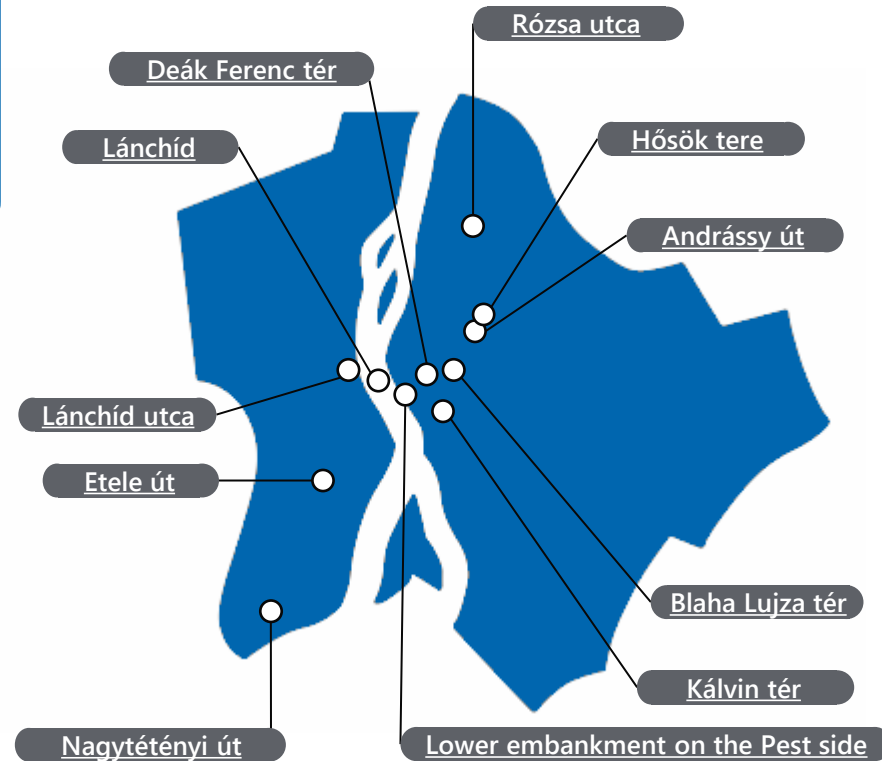 Rózsa utca
Deák Ferenc tér
Lánchíd
Hősök tere
Andrássy út
Lánchíd utca
Etele út
Blaha Lujza tér
Kálvin tér
Nagytétényi út
Lower embankment on the Pest side